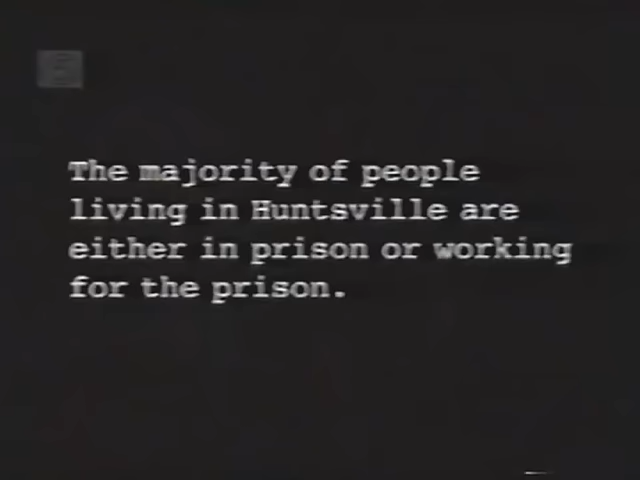 The majority of people
living in Huntsville are
either in prison or working
for the prison.